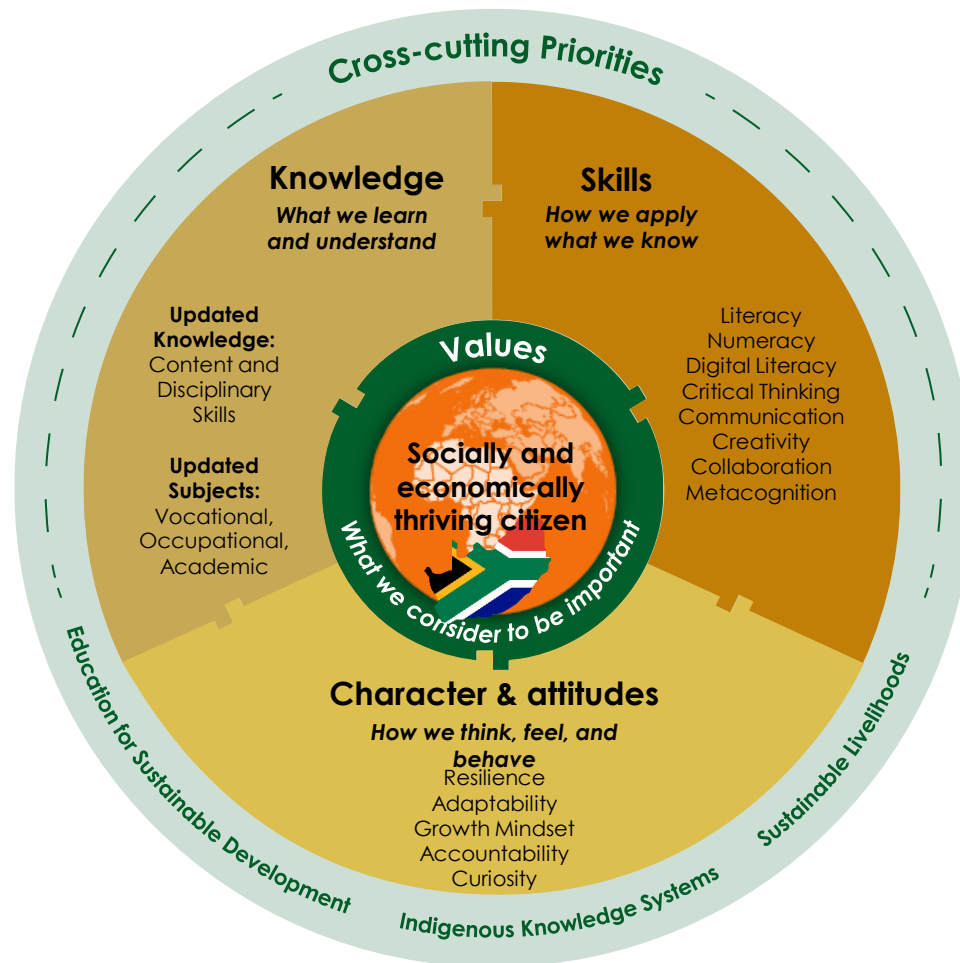 Cross-cutting Priorities
Knowledge
What we learn
and understand
Updated
Knowledge:
Content and
Disciplinary
Skills
Updated
Subjects:
Vocational,
Occupational,
Academic
Skills
How we apply
what we know
Literacy
Numeracy
Digital Literacy
Critical Thinking
Communication
Creativity
Collaboration
Metacognition
Values
Socially and
economically
thriving citizen
What we consider to be important
Character & attitudes
How we think, feel, and
behave
Resilience
Adaptability
Growth Mindset
Accountability
Curiosity
Education for Sustainable Development
Indigenous Knowledge Systems
Sustainable Livelihoods